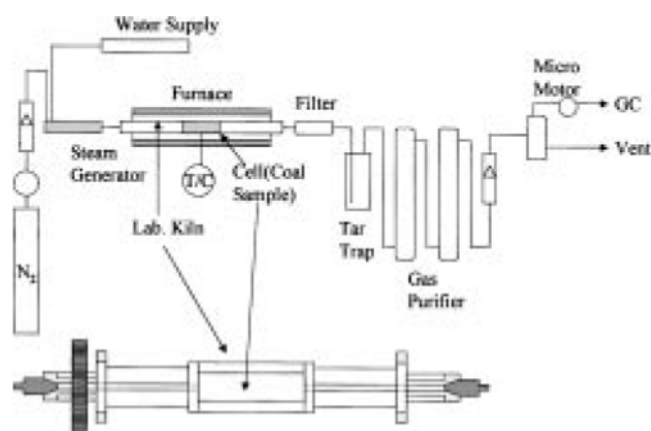 Water Supply
Furnace
Filter
Micro
Motor
GC
Vent
Steam
Generator
T/C
Cell(Coal
Sample)
Lab. Kiln
Tar
Trap
Gas
Purifier
N₂